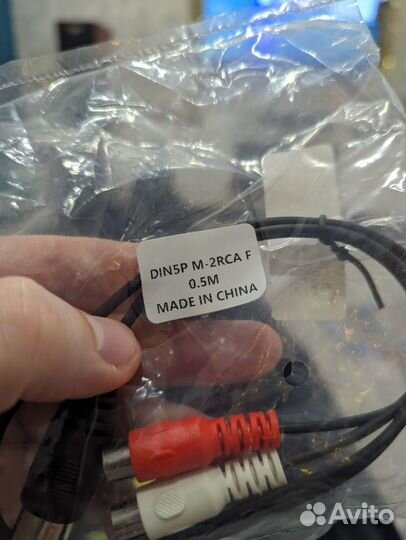 DIN5P M-2RCA F
0.5M
MADE IN CHINA
Avito